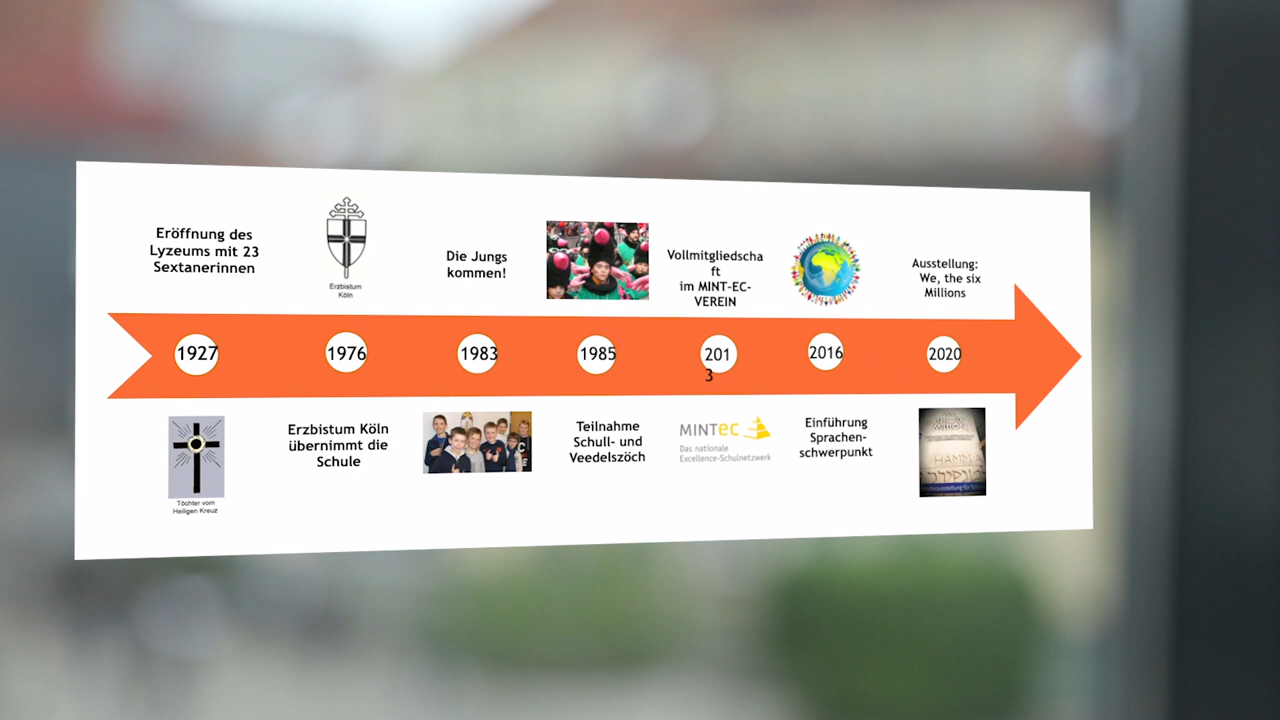 Eröffnung des
Lyzeums mit 23
Sextanerinnen
Erzbistum
Köln
Die Jungs
kommen!
Vollmitgliedscha
ft
im MINT-EC-
VEREIN
Ausstellung:
We, the six
Millions
1927
1976
1983
1985
201
3
2016
2020
Töchter vom
Heiligen Kreuz
Erzbistum Köln
übernimmt die
Schule
Teilnahme
Schull- und
Veedelszöch
MINTec
Das nationale
Excellence-Schulnetzwerk
Einführung
Sprachen-
schwerpunkt
HAMMA